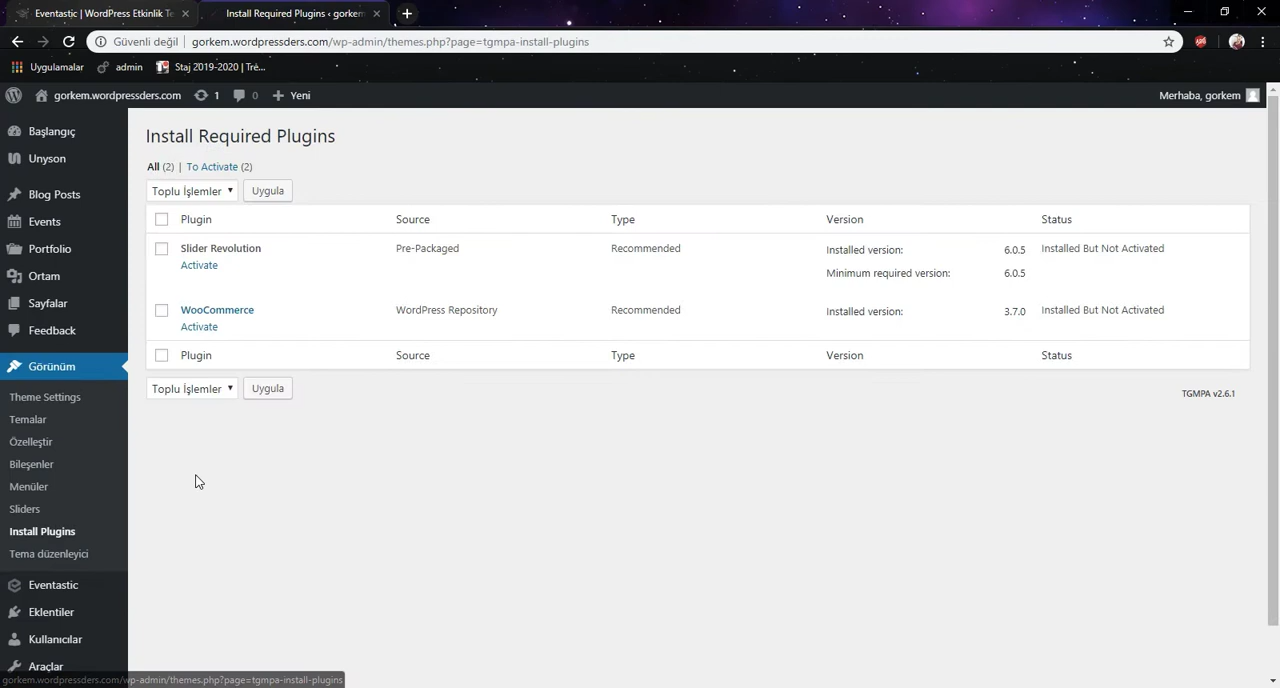 Eventastic | WordPress Etkinlik Te
Install Required Plugins ‹ gorkem
Güvenli değil | gorkem.wordpressders.com/wp-admin/themes.php?page=tgmpa-install-plugins
Uygulamalar admin Staj 2019-2020 | Tre...
gorkem.wordpressders.com 1 0 Yeni Merhaba, gorkem
Başlangıç
Unyson
Blog Posts
Events
Portfolio
Ortam
Sayfalar
Feedback
Görünüm
Theme Settings
Temalar
Özelleştir
Bileşenler
Menüler
Sliders
Install Plugins
Tema düzenleyici
Eventastic
Eklentiler
Kullanıcılar
Araçlar
Install Required Plugins
All (2) | To Activate (2)
Toplu İşlemler Uygula
Plugin Source Type Version Status
Slider Revolution Pre-Packaged Recommended Installed version: 6.0.5 Installed But Not Activated
Activate Minimum required version: 6.0.5
WooCommerce WordPress Repository Recommended Installed version: 3.7.0 Installed But Not Activated
Activate
Plugin Source Type Version Status
Toplu İşlemler Uygula
TGMPA v2.6.1
gorkem.wordpressders.com/wp-admin/themes.php?page=tgmpa-install-plugins